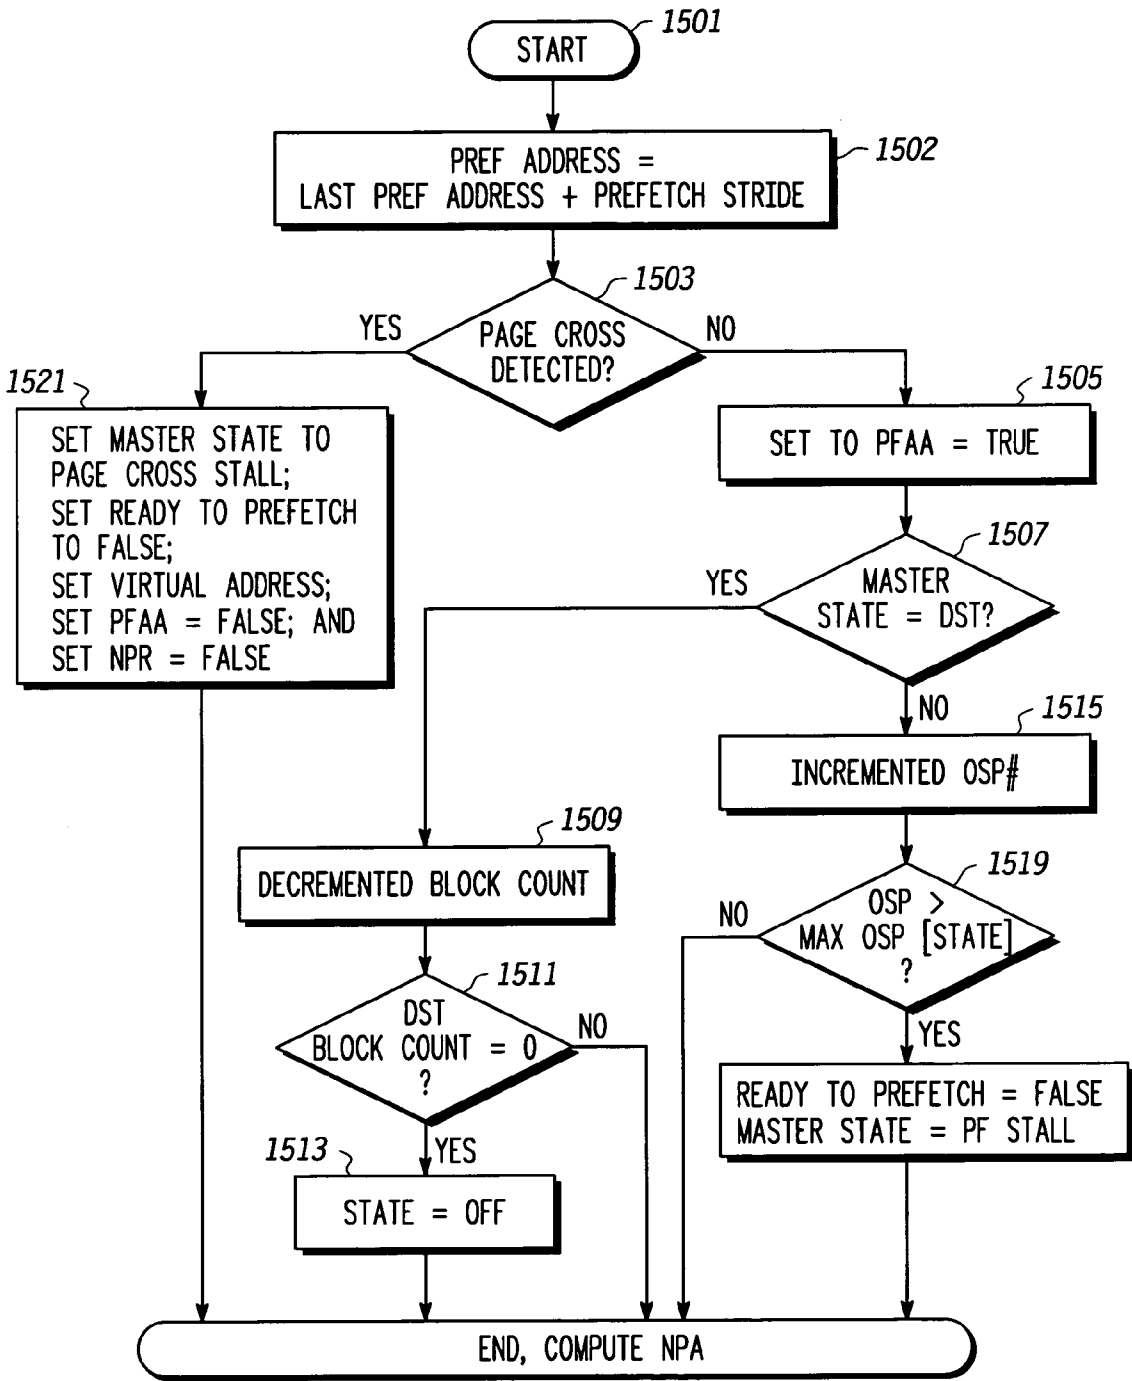 1501
START
1502
PREF ADDRESS =
LAST PREF ADDRESS + PREFETCH STRIDE
1503
PAGE CROSS
DETECTED?
YES
NO
1521
SET MASTER STATE TO
PAGE CROSS STALL;
SET READY TO PREFETCH
TO FALSE;
SET VIRTUAL ADDRESS;
SET PFAA = FALSE; AND
SET NPR = FALSE
1505
SET TO PFAA = TRUE
1507
MASTER
STATE = DST?
YES
NO
1515
INCREMENTED OSP#
1509
DECREMENTED BLOCK COUNT
1519
OSP >
MAX OSP [STATE]
?
NO
YES
1511
DST
BLOCK COUNT = 0
?
NO
YES
READY TO PREFETCH = FALSE
MASTER STATE = PF STALL
1513
STATE = OFF
END, COMPUTE NPA